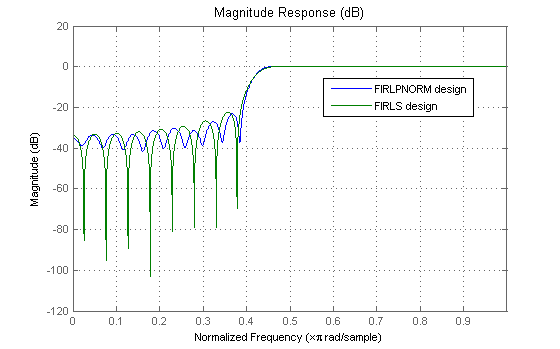 Magnitude Response (dB)
20
0
-20
-40
-60
-80
-100
-120
Magnitude (dB)
FIRLPNORM design
FIRLS design
0 0.1 0.2 0.3 0.4 0.5 0.6 0.7 0.8 0.9
Normalized Frequency (×π rad/sample)